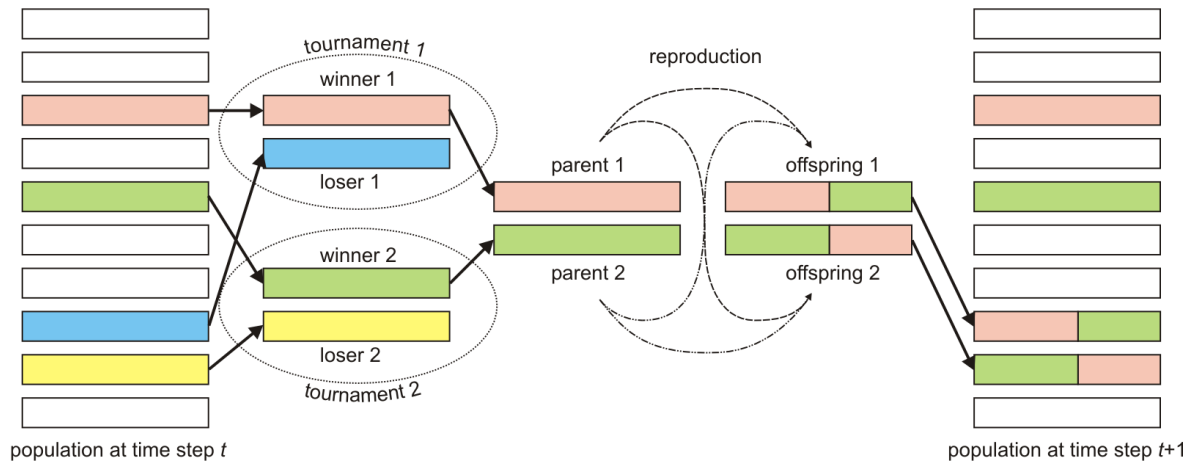 tournament 1
winner 1
loser 1
winner 2
loser 2
tournament 2
reproduction
parent 1
parent 2
offspring 1
offspring 2
population at time step t
population at time step t+1